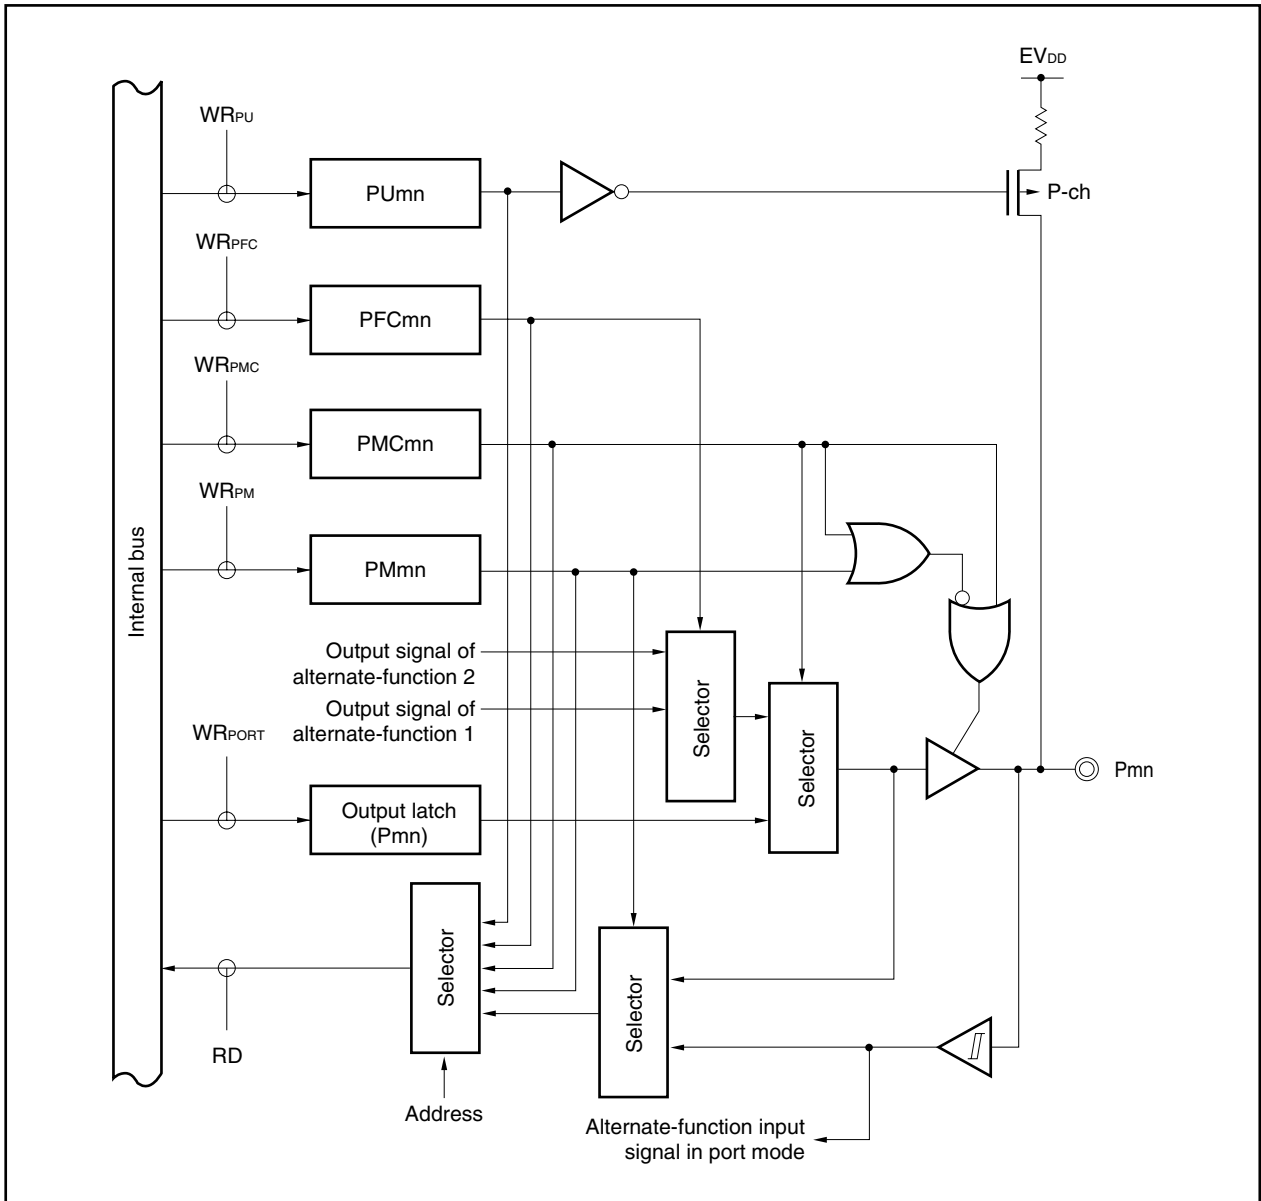 EVDD
WRPU
PUmn
P-ch
WRPFC
PFCmn
WRPMC
PMCmn
WRPM
PMmn
Internal bus
Output signal of
alternate-function 2
Output signal of
alternate-function 1
Selector
Selector
WRPORT
Output latch
(Pmn)
Pmn
Selector
Selector
RD
Address
Alternate-function input
signal in port mode